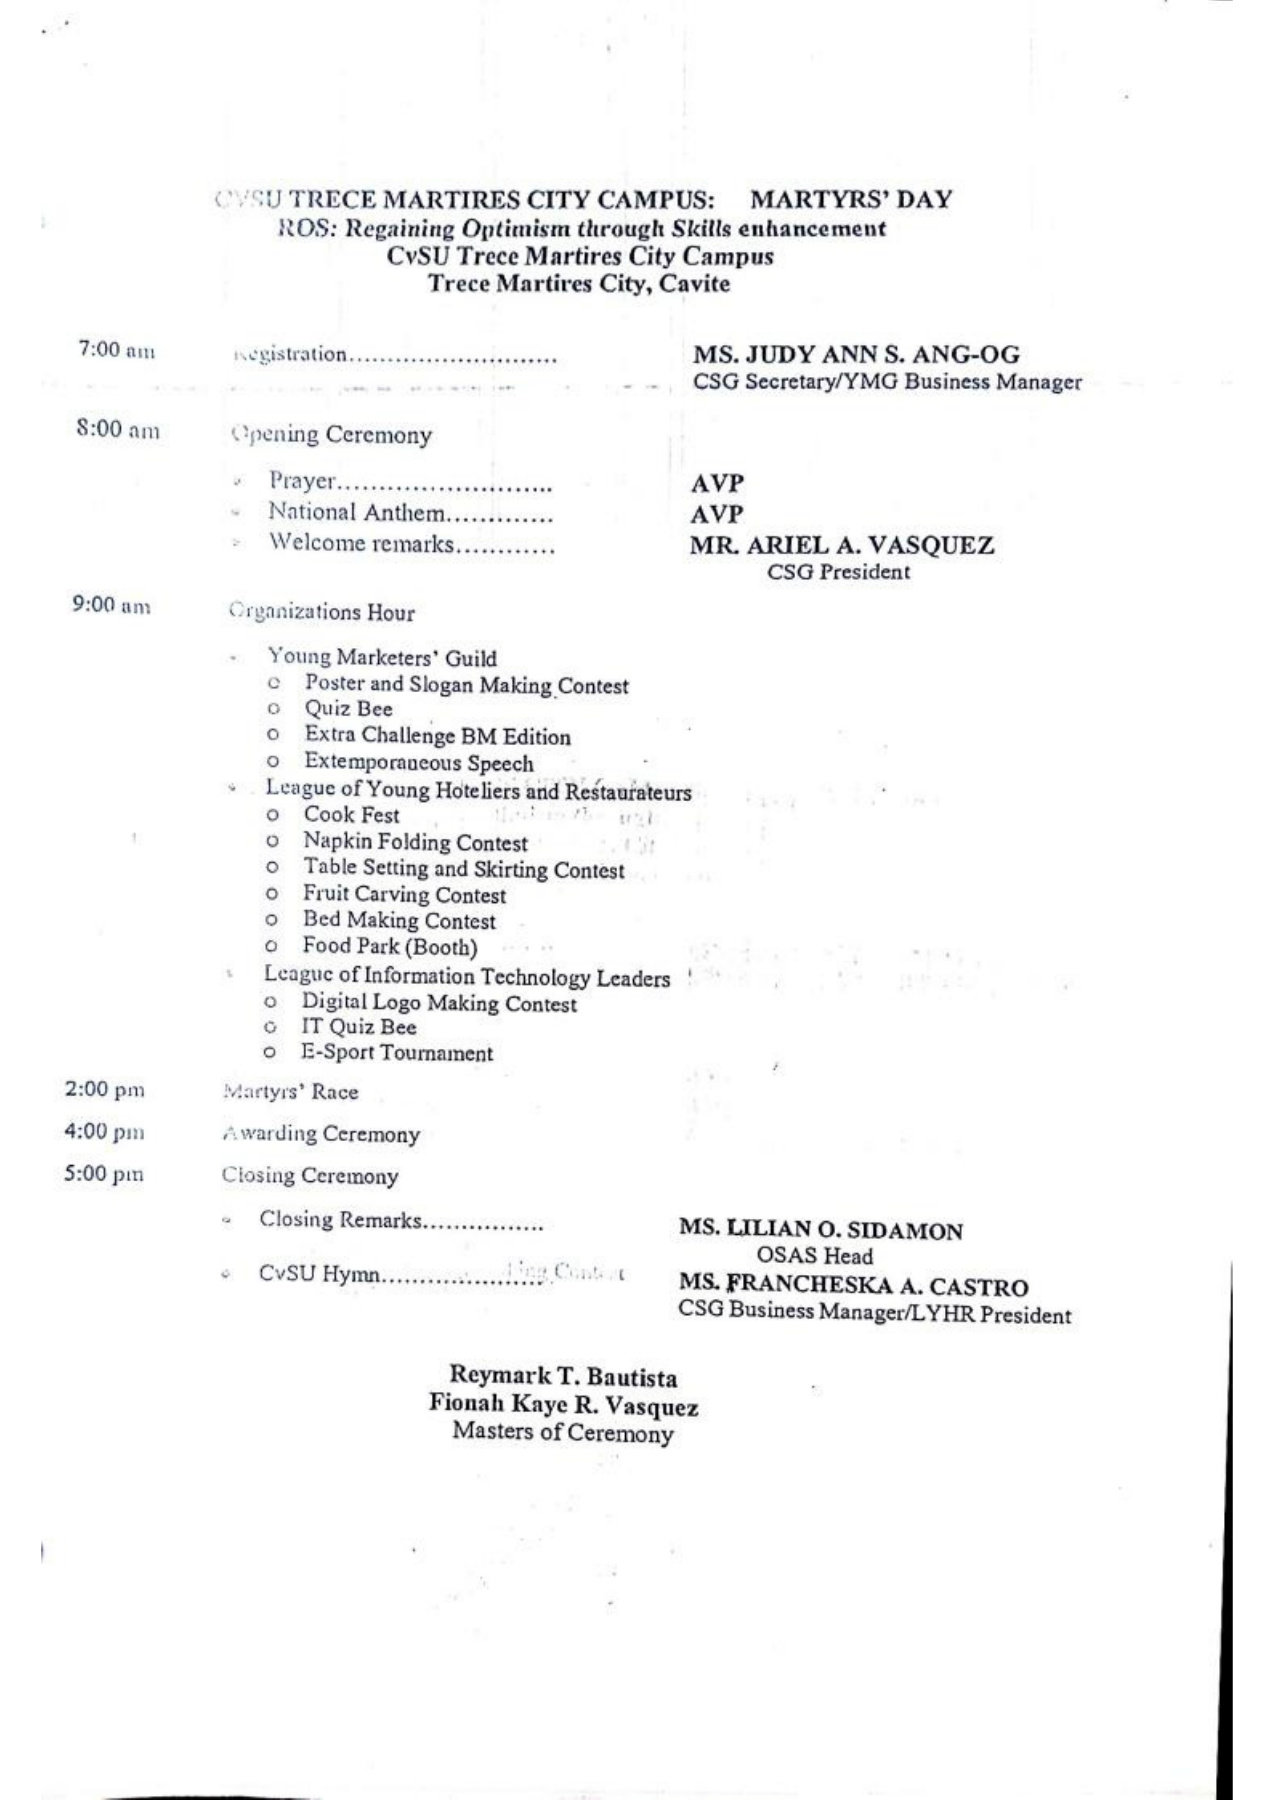 CVSU TRECE MARTIRES CITY CAMPUS: MARTYRS' DAY
ROS: Regaining Optimism through Skills enhancement
CvSU Trece Martires City Campus
Trece Martires City, Cavite
7:00 am Registration............................ MS. JUDY ANN S. ANG-OG
CSG Secretary/YMG Business Manager
8:00 am Opening Ceremony
Prayer............................ AVP
National Anthem.............. AVP
Welcome remarks............ MR. ARIEL A. VASQUEZ
CSG President
9:00 am Organizations Hour
Young Marketers' Guild
o Poster and Slogan Making Contest
o Quiz Bee
o Extra Challenge BM Edition
o Extemporaneous Speech
League of Young Hoteliers and Restaurateurs
o Cook Fest
o Napkin Folding Contest
o Table Setting and Skirting Contest
o Fruit Carving Contest
o Bed Making Contest
o Food Park (Booth)
League of Information Technology Leaders
o Digital Logo Making Contest
o IT Quiz Bee
o E-Sport Tournament
2:00 pm Martyrs' Race
4:00 pm Awarding Ceremony
5:00 pm Closing Ceremony
Closing Remarks................ MS. LILIAN O. SIDAMON
OSAS Head
CvSU Hymn..................... MS. FRANCHESKA A. CASTRO
CSG Business Manager/LYHR President
Reymark T. Bautista
Fionah Kaye R. Vasquez
Masters of Ceremony